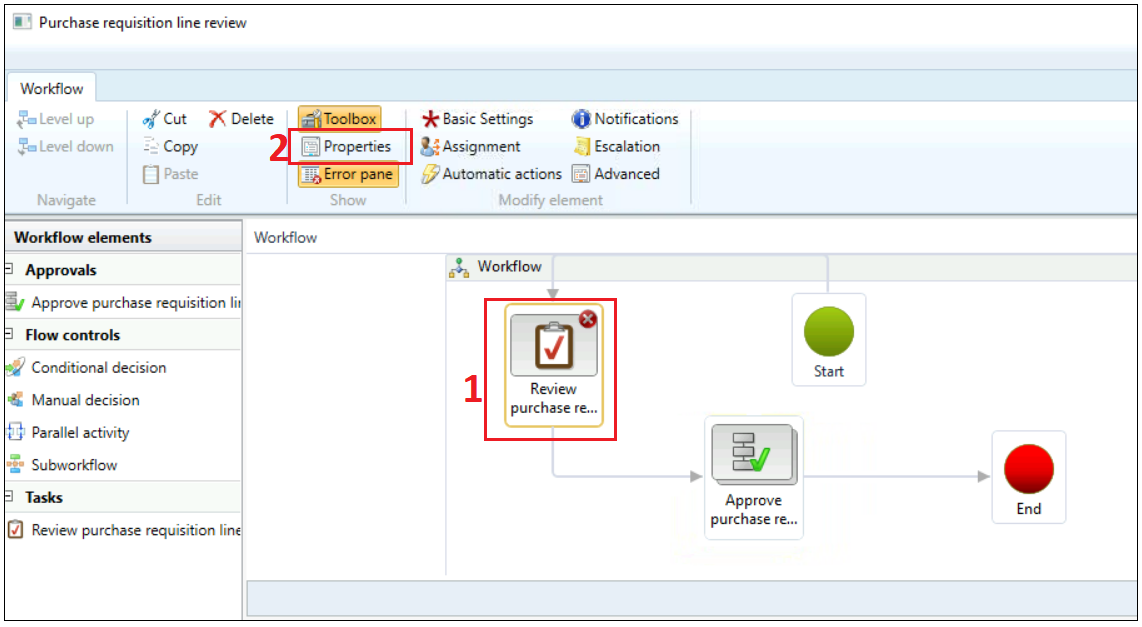 Purchase requisition line review
Workflow
Level up
Cut
Delete
Toolbox
Basic Settings
Notifications
Level down
Copy
2
Properties
Assignment
Escalation
Paste
Error pane
Automatic actions
Advanced
Navigate
Edit
Show
Modify element
Workflow elements
Workflow
Approvals
Workflow
Approve purchase requisition lin
Flow controls
Conditional decision
Manual decision
Parallel activity
Subworkflow
Tasks
Review purchase requisition line
1
Review
purchase re...
Start
Approve
purchase re...
End